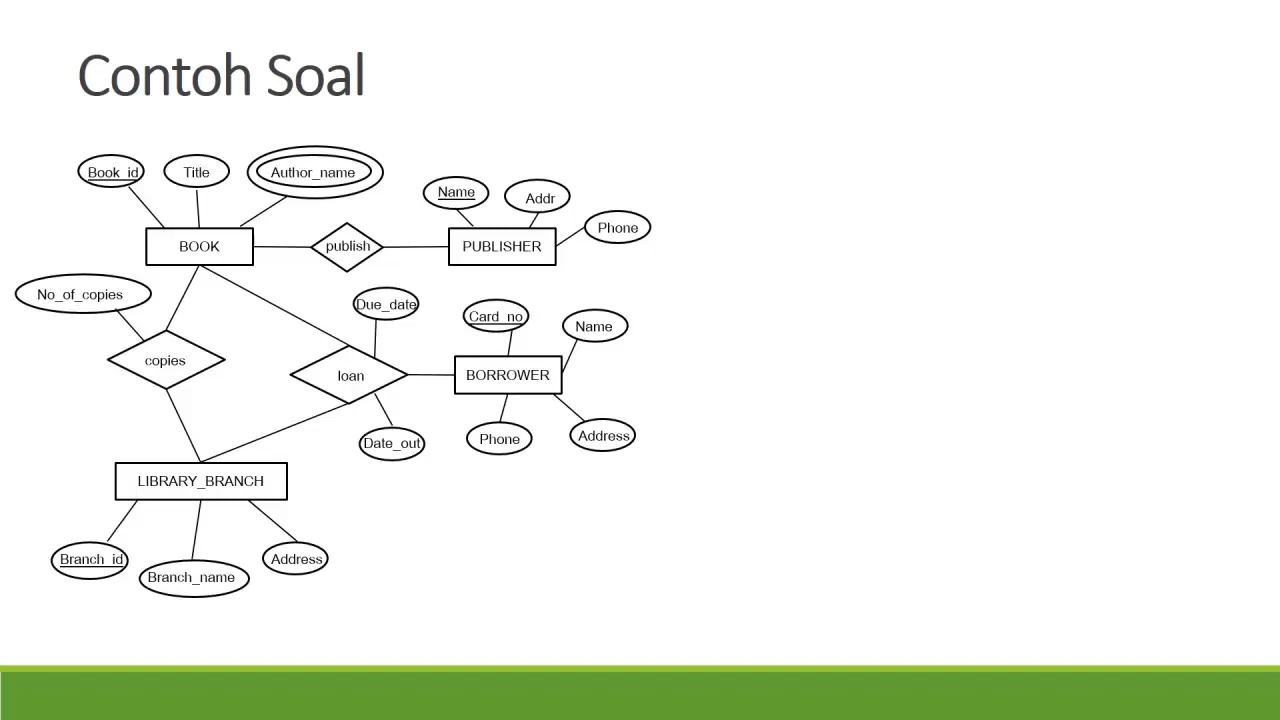 Contoh Soal
Book_id
Title
Author_name
Name
Addr
Phone
BOOK
publish
PUBLISHER
No_of_copies
Due_date
Card_no
Name
copies
loan
BORROWER
Date_out
Phone
Address
LIBRARY_BRANCH
Branch_id
Branch_name
Address